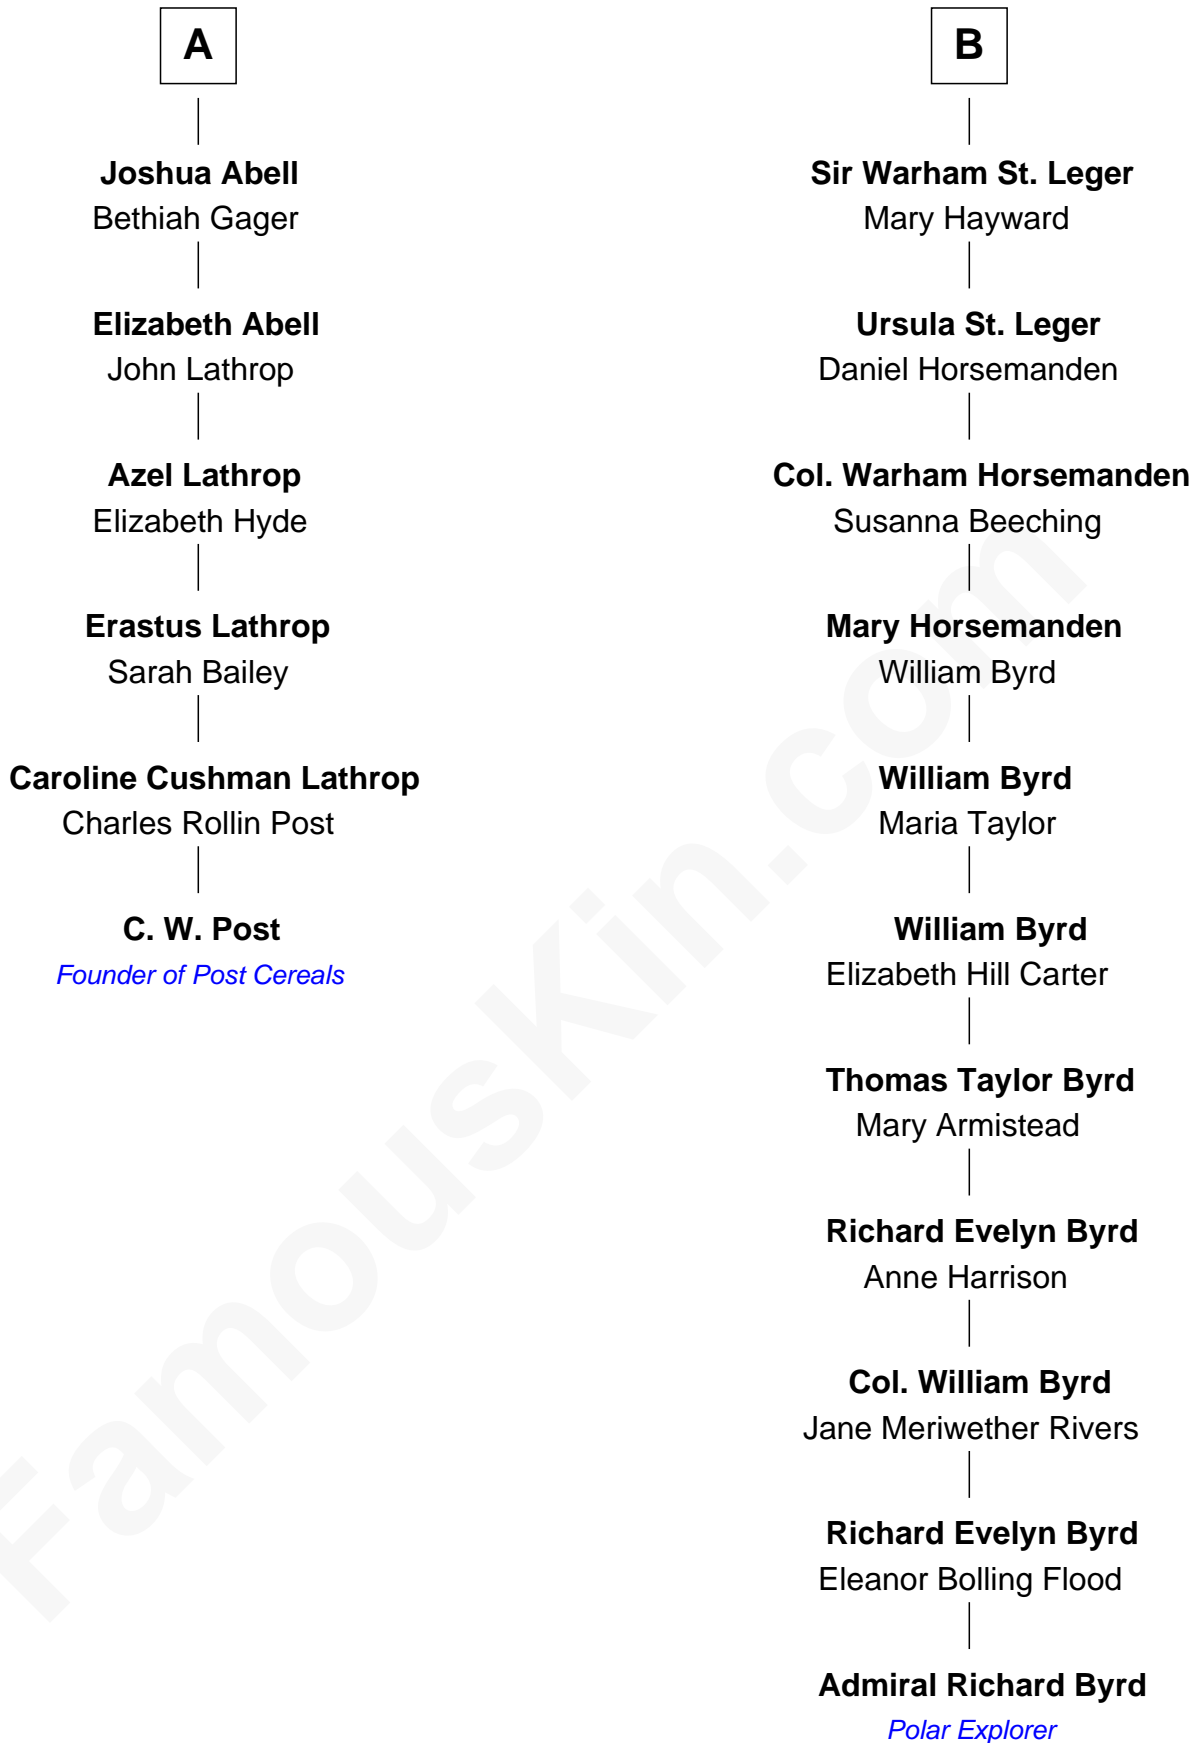 A
Joshua Abell
Bethiah Gager
Elizabeth Abell
John Lathrop
Azel Lathrop
Elizabeth Hyde
Erastus Lathrop
Sarah Bailey
Caroline Cushman Lathrop
Charles Rollin Post
C. W. Post
Founder of Post Cereals
B
Sir Warham St. Leger
Mary Hayward
Ursula St. Leger
Daniel Horsemanden
Col. Warham Horsemanden
Susanna Beeching
Mary Horsemanden
William Byrd
William Byrd
Maria Taylor
William Byrd
Elizabeth Hill Carter
Thomas Taylor Byrd
Mary Armistead
Richard Evelyn Byrd
Anne Harrison
Col. William Byrd
Jane Meriwether Rivers
Richard Evelyn Byrd
Eleanor Bolling Flood
Admiral Richard Byrd
Polar Explorer
FamousKin.com